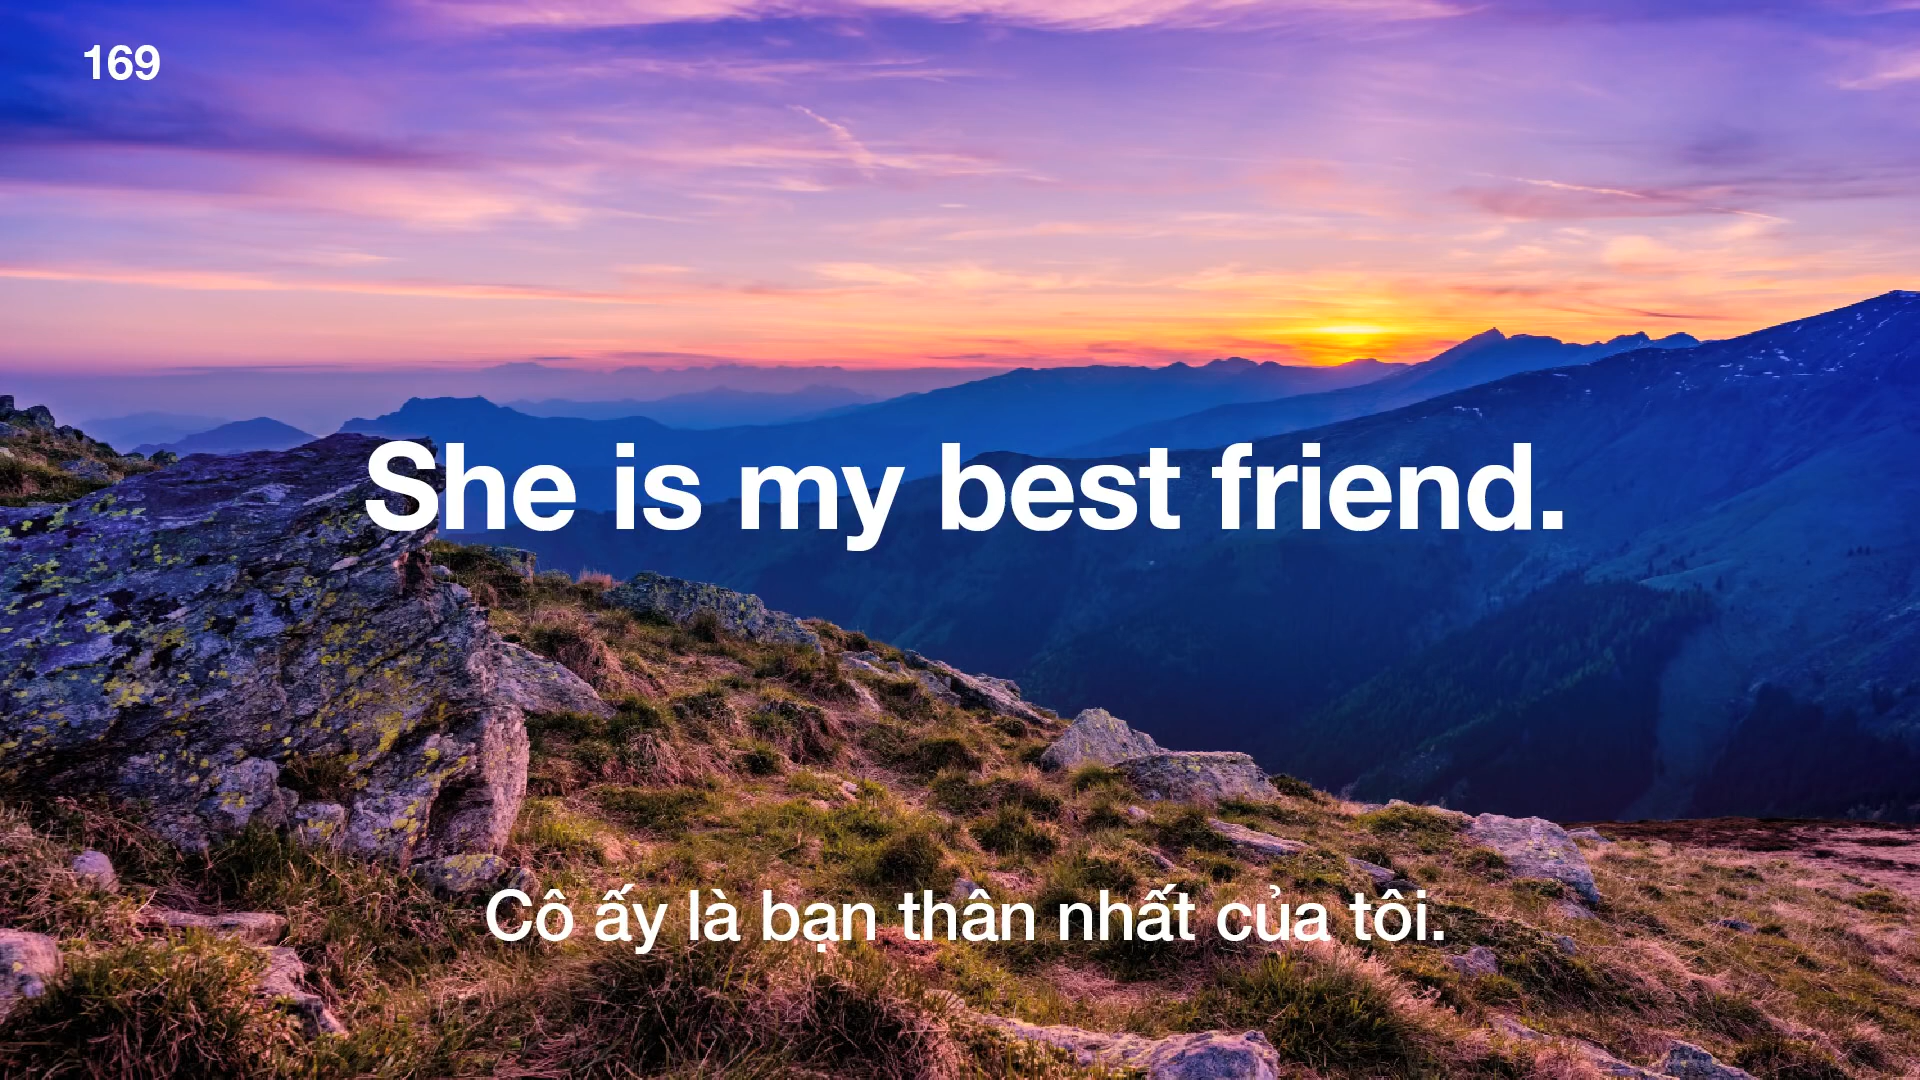 169
She is my best friend.
Cô ấy là bạn thân nhất của tôi.